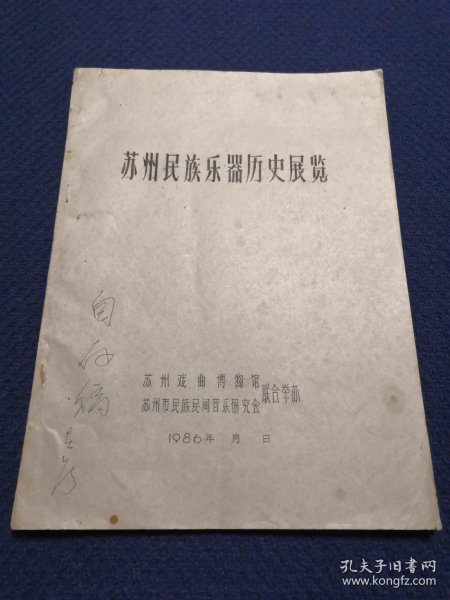 苏州民族乐器历史展览
自存稿
苏州戏曲博物馆
苏州市民族民间音乐研究会
联合举办
1986年 月 日
孔夫子旧书网
www.kongfz.com